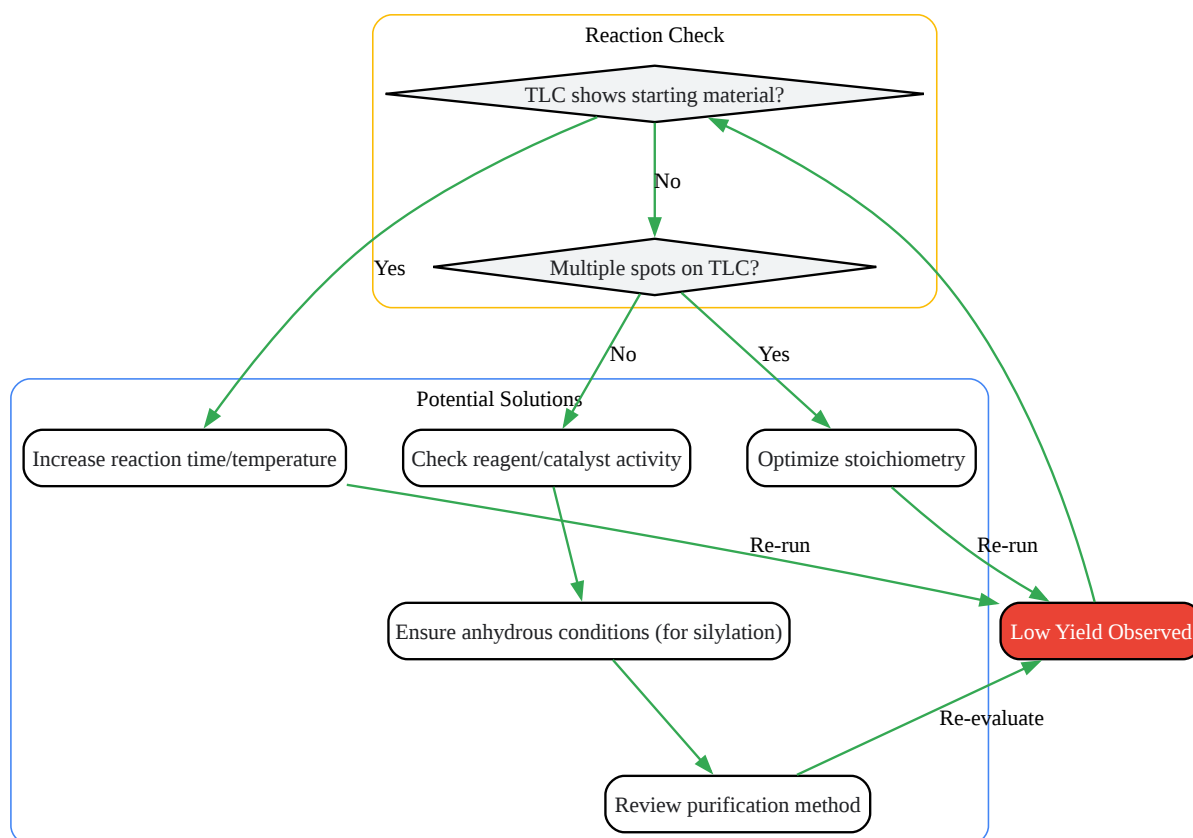 Reaction Check
TLC shows starting material?
No
Yes
Multiple spots on TLC?
No
Yes
Potential Solutions
Increase reaction time/temperature
Check reagent/catalyst activity
Optimize stoichiometry
Re-run
Re-run
Ensure anhydrous conditions (for silylation)
Low Yield Observed
Re-evaluate
Review purification method